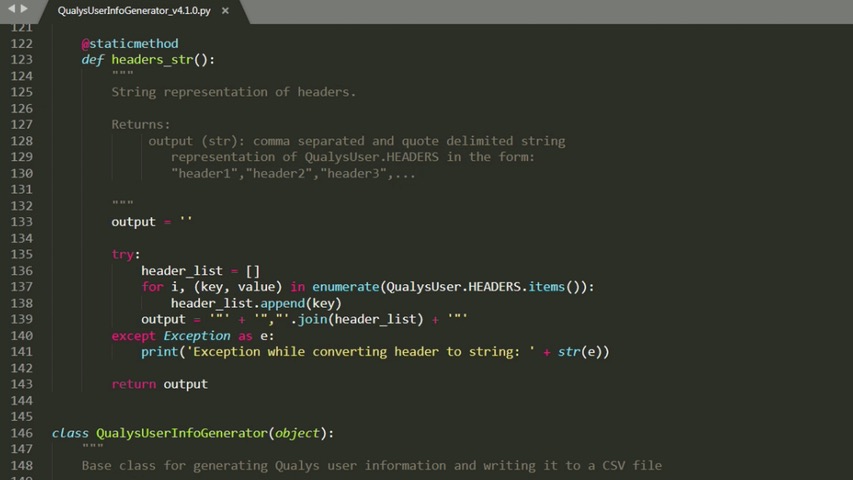 QualysUserInfoGenerator_v4.1.0.py ×
121
122 @staticmethod
123 def headers_str():
124 """
125 String representation of headers.
126
127 Returns:
128 output (str): comma separated and quote delimited string
129 representation of QualysUser.HEADERS in the form:
130 "header1","header2","header3",...
131
132 """
133 output = ''
134
135 try:
136 header_list = []
137 for i, (key, value) in enumerate(QualysUser.HEADERS.items()):
138 header_list.append(key)
139 output = '"' + '","'.join(header_list) + '"'
140 except Exception as e:
141 print('Exception while converting header to string: ' + str(e))
142
143 return output
144
145
146 class QualysUserInfoGenerator(object):
147 """
148 Base class for generating Qualys user information and writing it to a CSV file